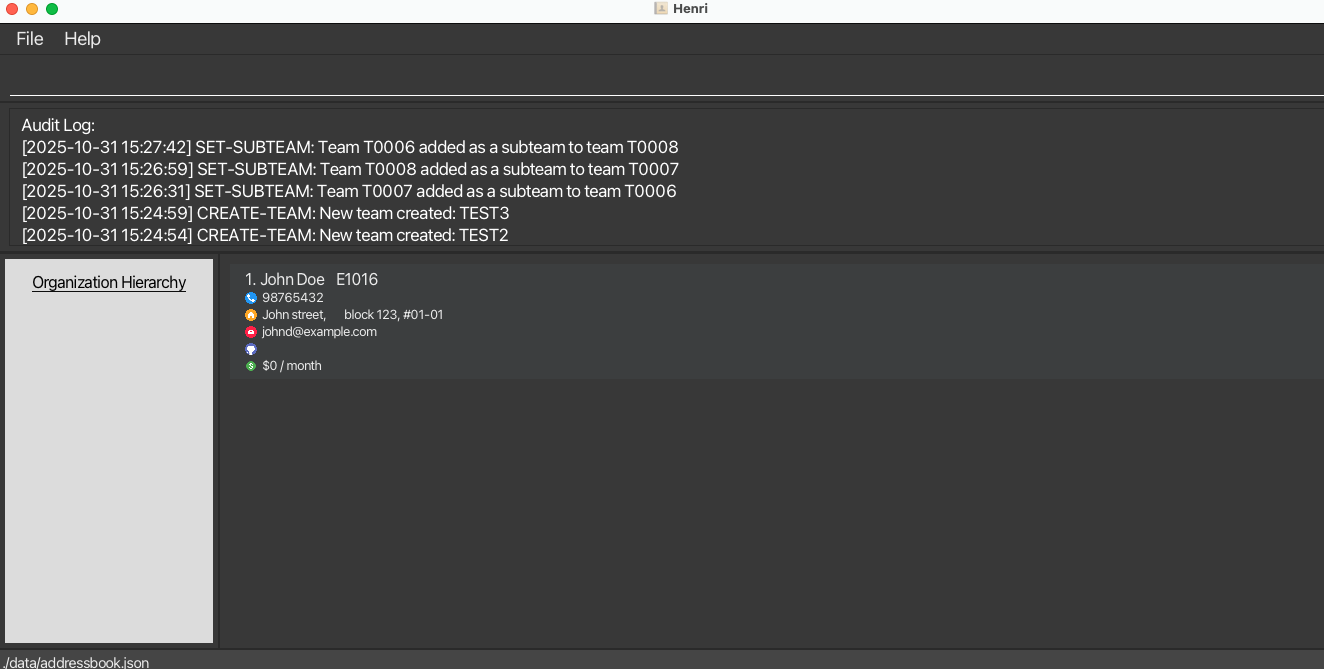 Henri
File Help
Audit Log:
[2025-10-31 15:27:42] SET-SUBTEAM: Team T0006 added as a subteam to team T0008
[2025-10-31 15:26:59] SET-SUBTEAM: Team T0008 added as a subteam to team T0007
[2025-10-31 15:26:31] SET-SUBTEAM: Team T0007 added as a subteam to team T0006
[2025-10-31 15:24:59] CREATE-TEAM: New team created: TEST3
[2025-10-31 15:24:54] CREATE-TEAM: New team created: TEST2
Organization Hierarchy
1. John Doe E1016
98765432
John street, block 123, #01-01
johnd@example.com
$0 / month
./data/addressbook.json